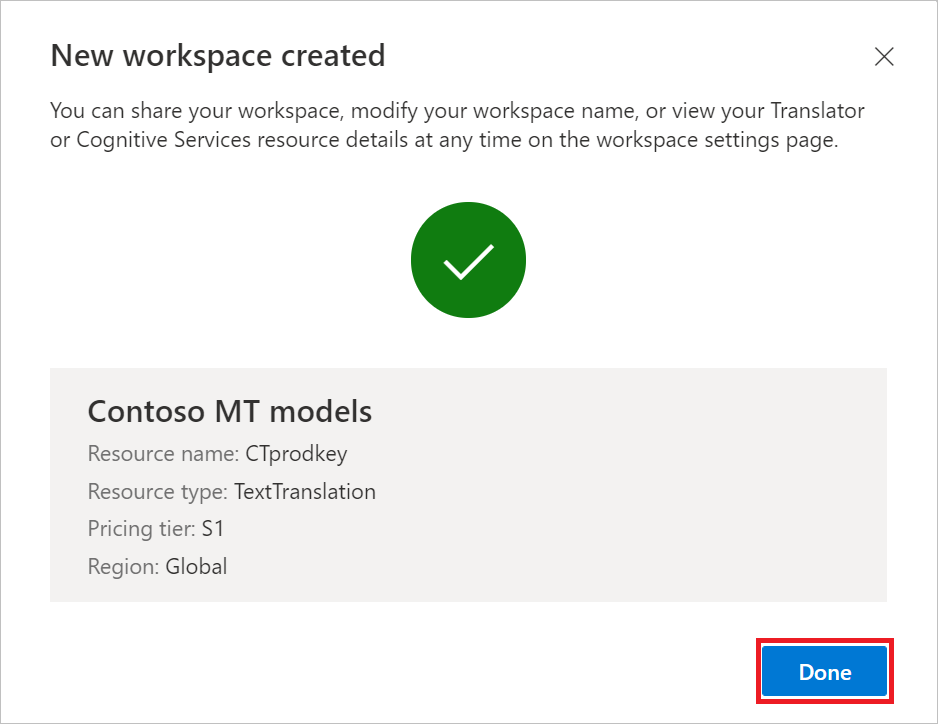 New workspace created
You can share your workspace, modify your workspace name, or view your Translator
or Cognitive Services resource details at any time on the workspace settings page.
Contoso MT models
Resource name: CTprodkey
Resource type: TextTranslation
Pricing tier: S1
Region: Global
Done